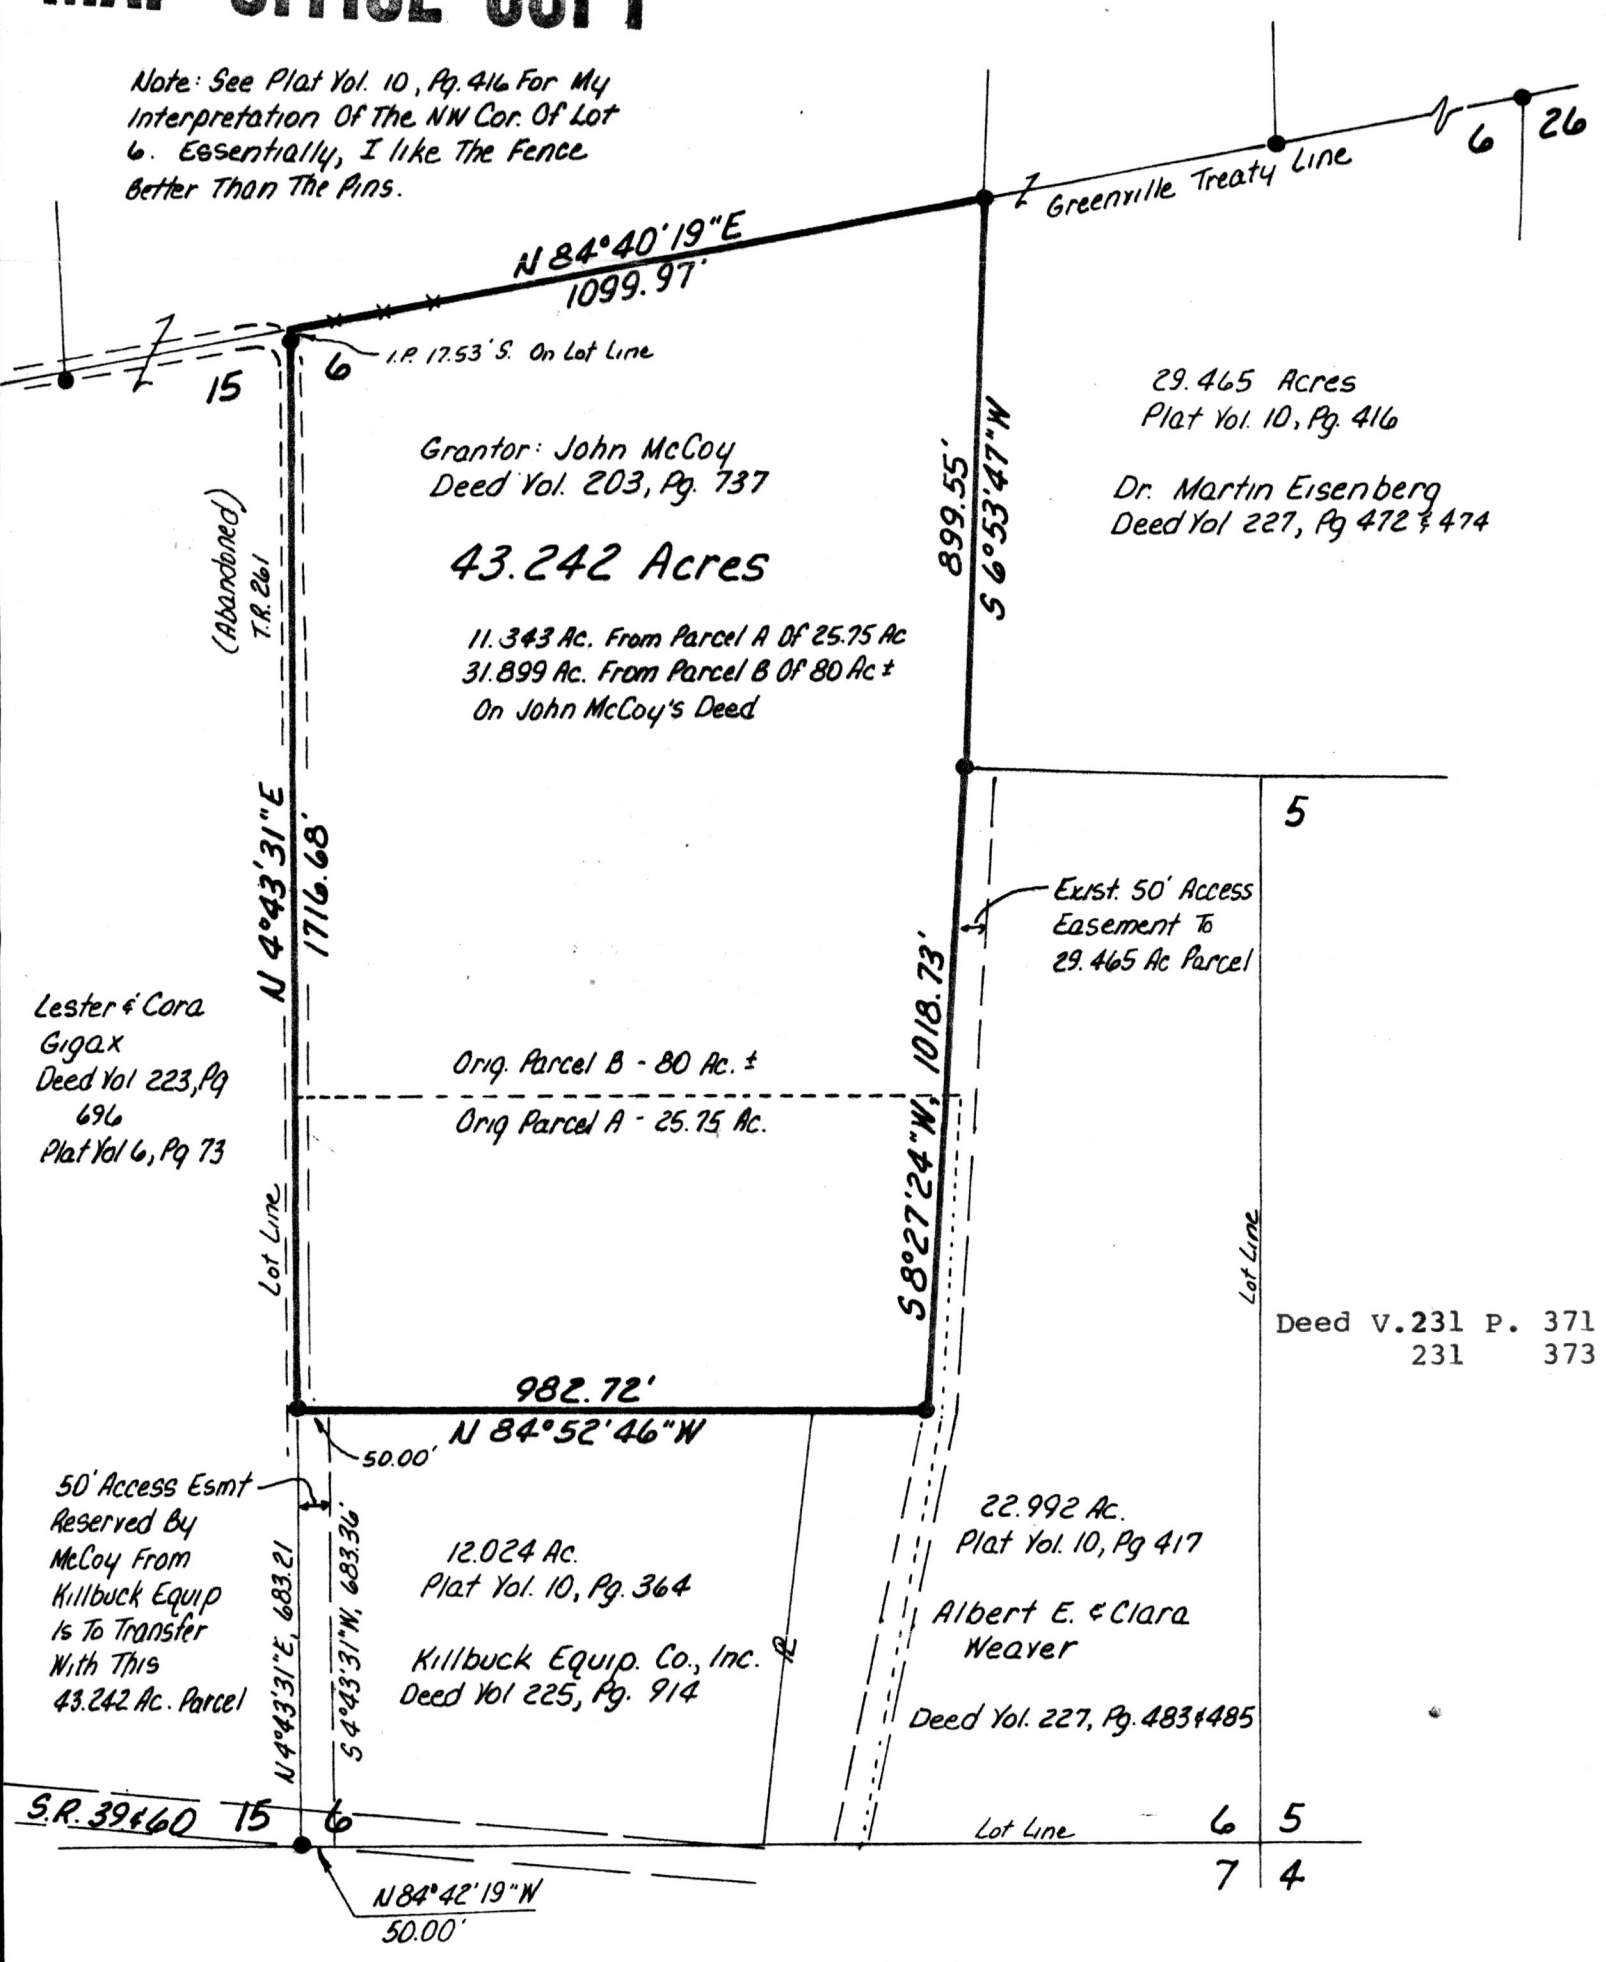 MAP OFFICE COPY
Note: See Plat Vol. 10, Pg. 416 For My
Interpretation Of The NW Cor. Of Lot
6. Essentially, I like The Fence
Better Than The Pins.
6 26
Greenville Treaty Line
N 84°40'19"E
1099.97'
I.P. 17.53' S. On Lot Line
15 6
29.465 Acres
Plat Vol. 10, Pg. 416
Dr. Martin Eisenberg
Deed Vol 227, Pg 472 & 474
Grantor: John McCoy
Deed Vol. 203, Pg. 737
43.242 Acres
11.343 Ac. From Parcel A Of 25.75 Ac
31.899 Ac. From Parcel B Of 80 Ac ±
On John McCoy's Deed
(Abandoned)
T.R. 261
899.55'
S 6°53'47"W
N 4°43'31"E
1716.68'
5
Exist. 50' Access
Easement To
29.465 Ac Parcel
S 8°27'24"W, 1018.73'
Lester & Cora
Gigax
Deed Vol 223, Pg
696
Plat Vol 6, Pg 73
Orig. Parcel B - 80 Ac. ±
Orig Parcel A - 25.75 Ac.
Lot Line
Lot Line
Deed V.231 P. 371
231 373
982.72'
N 84°52'46"W
50.00'
50' Access Esmt
Reserved By
McCoy From
Killbuck Equip
Is To Transfer
With This
43.242 Ac. Parcel
N4°43'31"E, 683.21
S4°43'31"W, 683.36'
12.024 Ac.
Plat Vol. 10, Pg. 364
Killbuck Equip. Co., Inc.
Deed Vol 225, Pg. 914
22.992 Ac.
Plat Vol. 10, Pg 417
Albert E. & Clara
Weaver
Deed Vol. 227, Pg. 483&485
S.R. 39&60 15 6
Lot Line
6 5
7 4
N84°42'19"W
50.00'